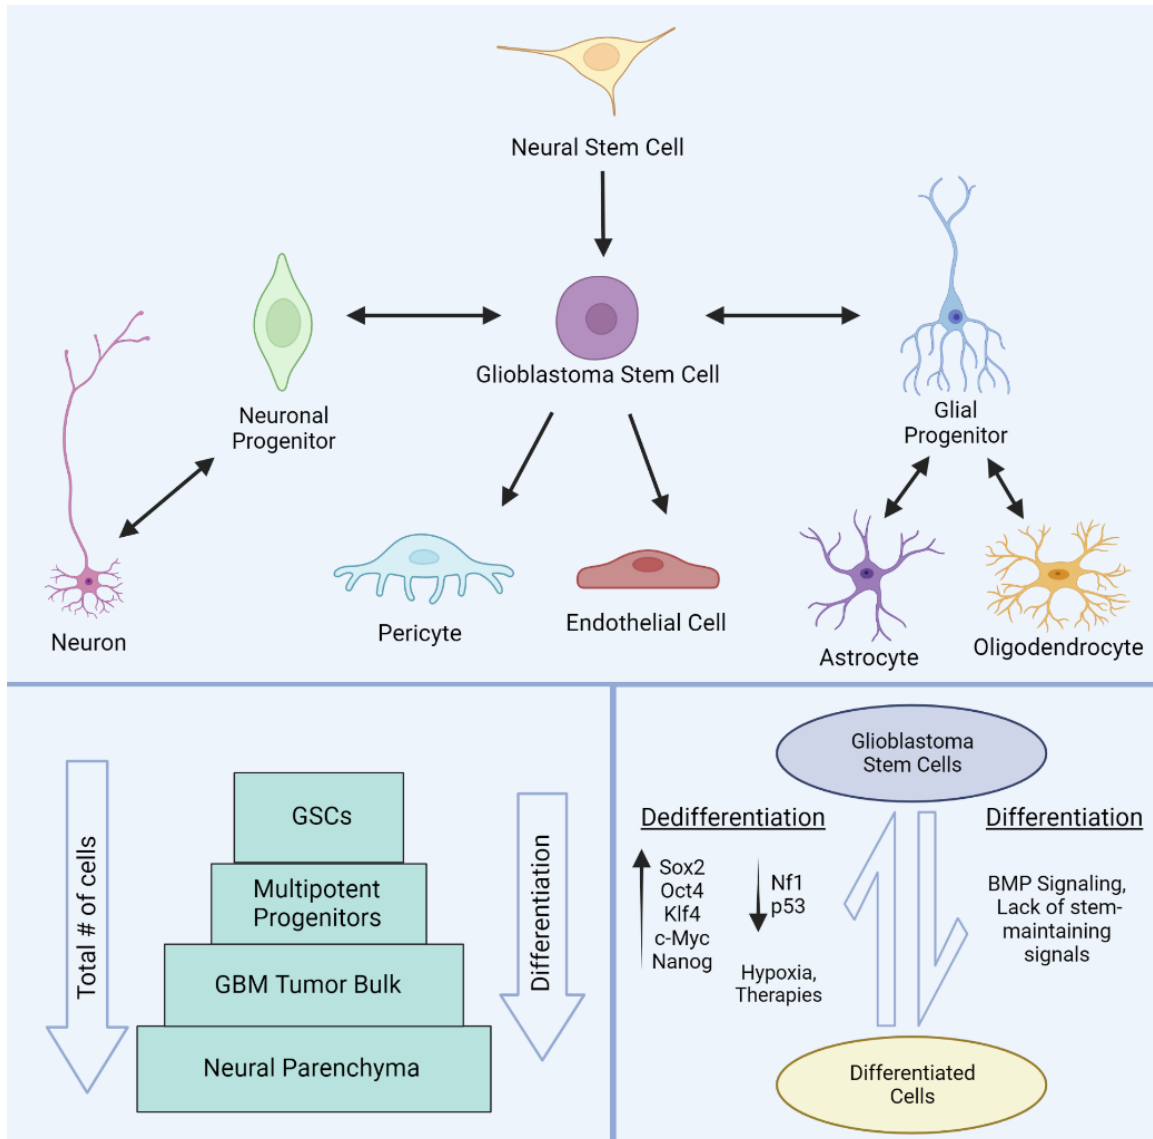 Neural Stem Cell
Glioblastoma Stem Cell
Neuronal
Progenitor
Glial
Progenitor
Neuron
Pericyte
Endothelial Cell
Astrocyte
Oligodendrocyte
Total # of cells
GSCs
Multipotent
Progenitors
GBM Tumor Bulk
Neural Parenchyma
Differentiation
Glioblastoma
Stem Cells
Dedifferentiation
Sox2
Oct4
Klf4
c-Myc
Nanog
Nf1
p53
Hypoxia,
Therapies
Differentiation
BMP Signaling,
Lack of stem-
maintaining
signals
Differentiated
Cells